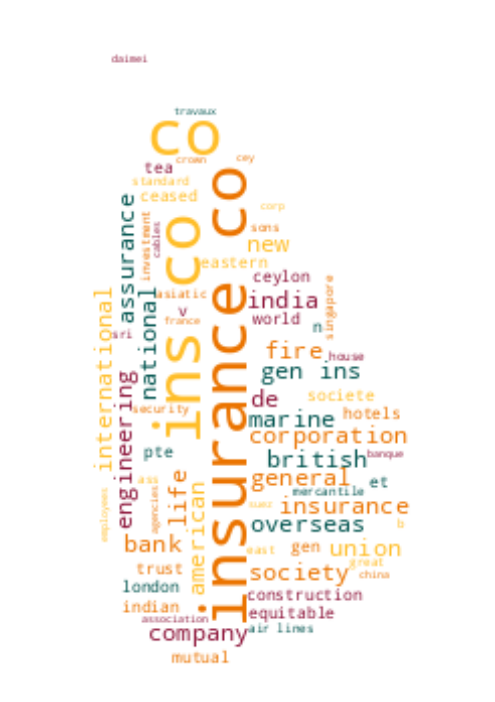 daimei
travaux
co
crown
cey
tea
standard
ceased
corp
assurance
investment
cables
ins co
insurance co
sons
new
eastern
ceylon
asiatic
india
singapore
v
france
world
n
international
national
sri
fire
house
gen ins
engineering
de
societe
security
hotels
marine
corporation
pte
british
banque
life
general
et
ass
american
mercantile
employees
agencies
suez
insurance
overseas
b
bank
east
gen
union
great
trust
society
china
london
construction
indian
equitable
association
company
air lines
mutual